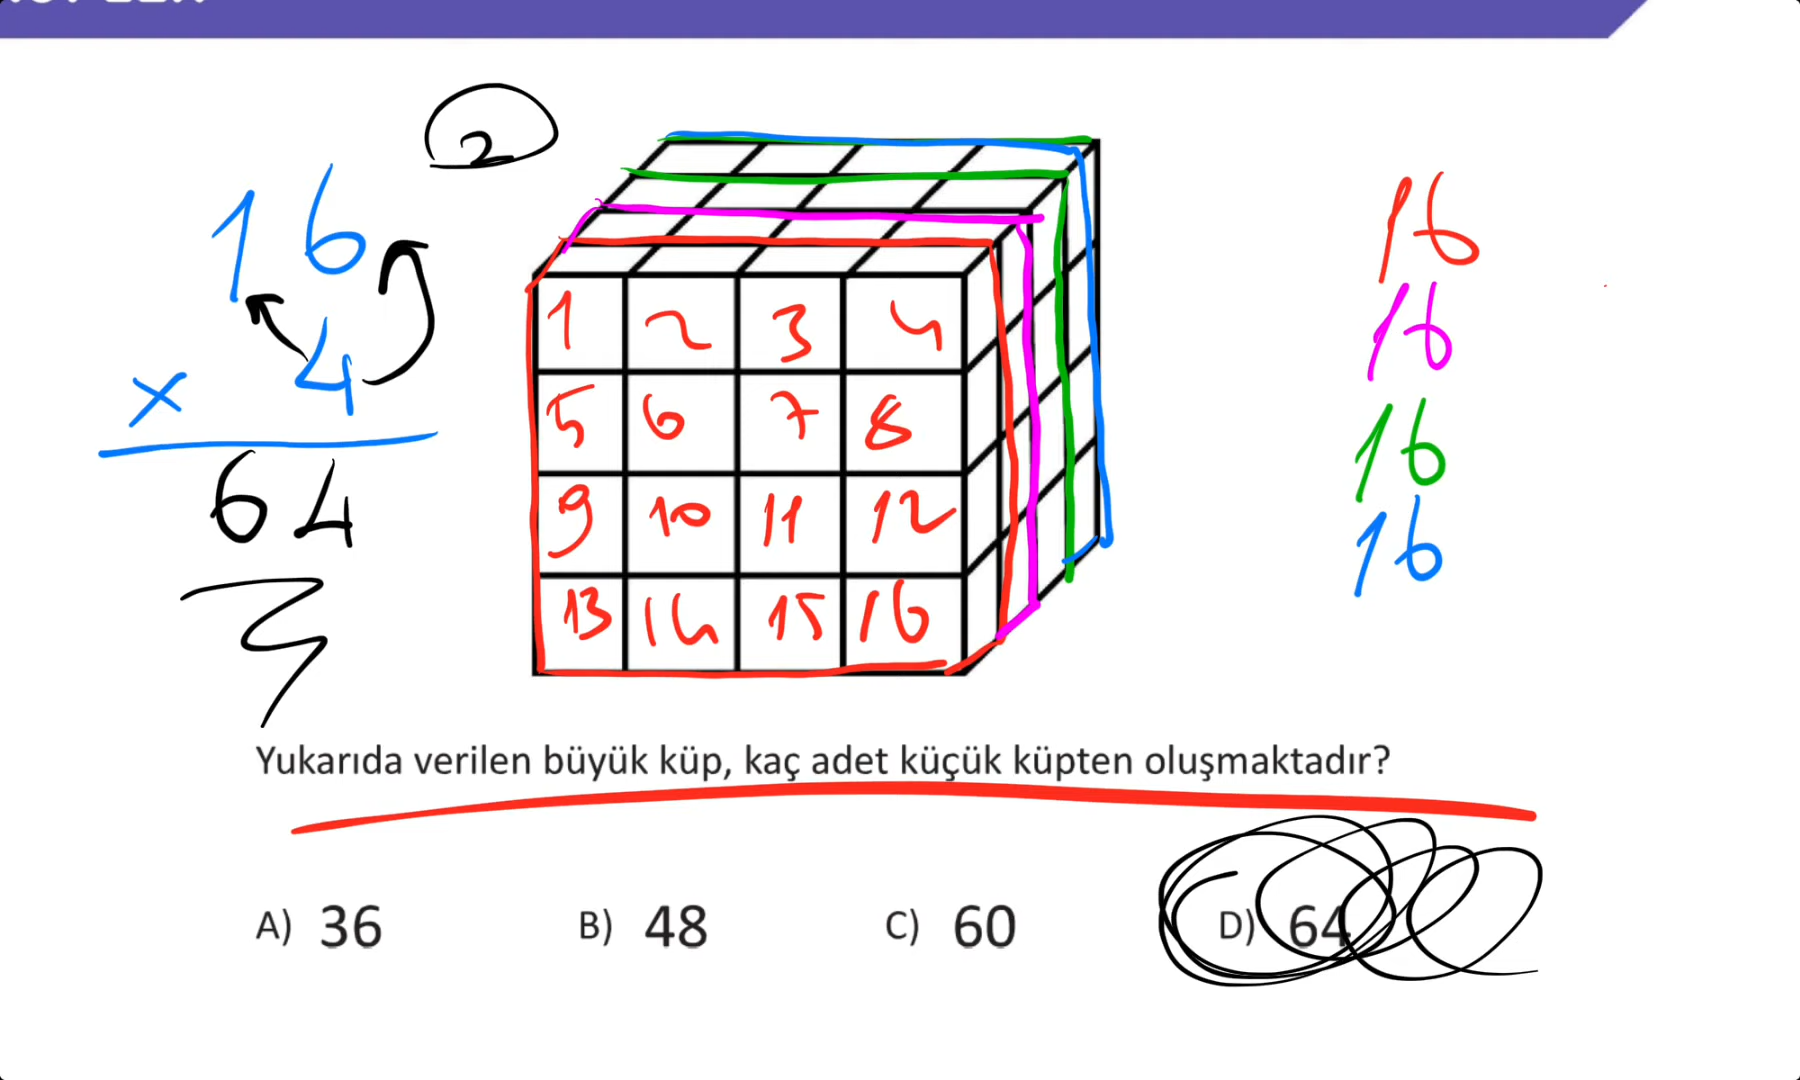 2
16
x 4
64
1 2 3 4
5 6 7 8
9 10 11 12
13 14 15 16
16
16
16
16
Yukarıda verilen büyük küp, kaç adet küçük küpten oluşmaktadır?
A) 36 B) 48 C) 60 D) 64